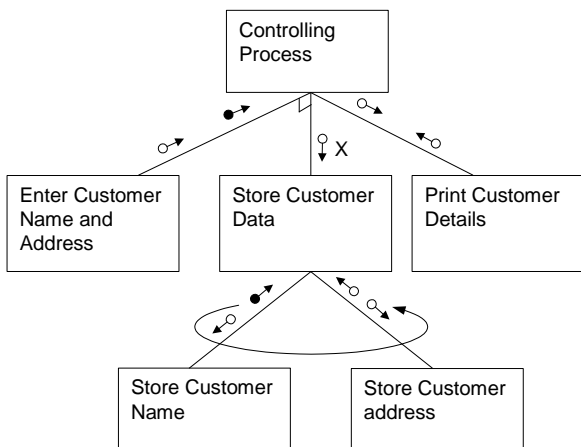 Controlling
Process
X
Enter Customer
Name and
Address
Store Customer
Data
Print Customer
Details
Store Customer
Name
Store Customer
address